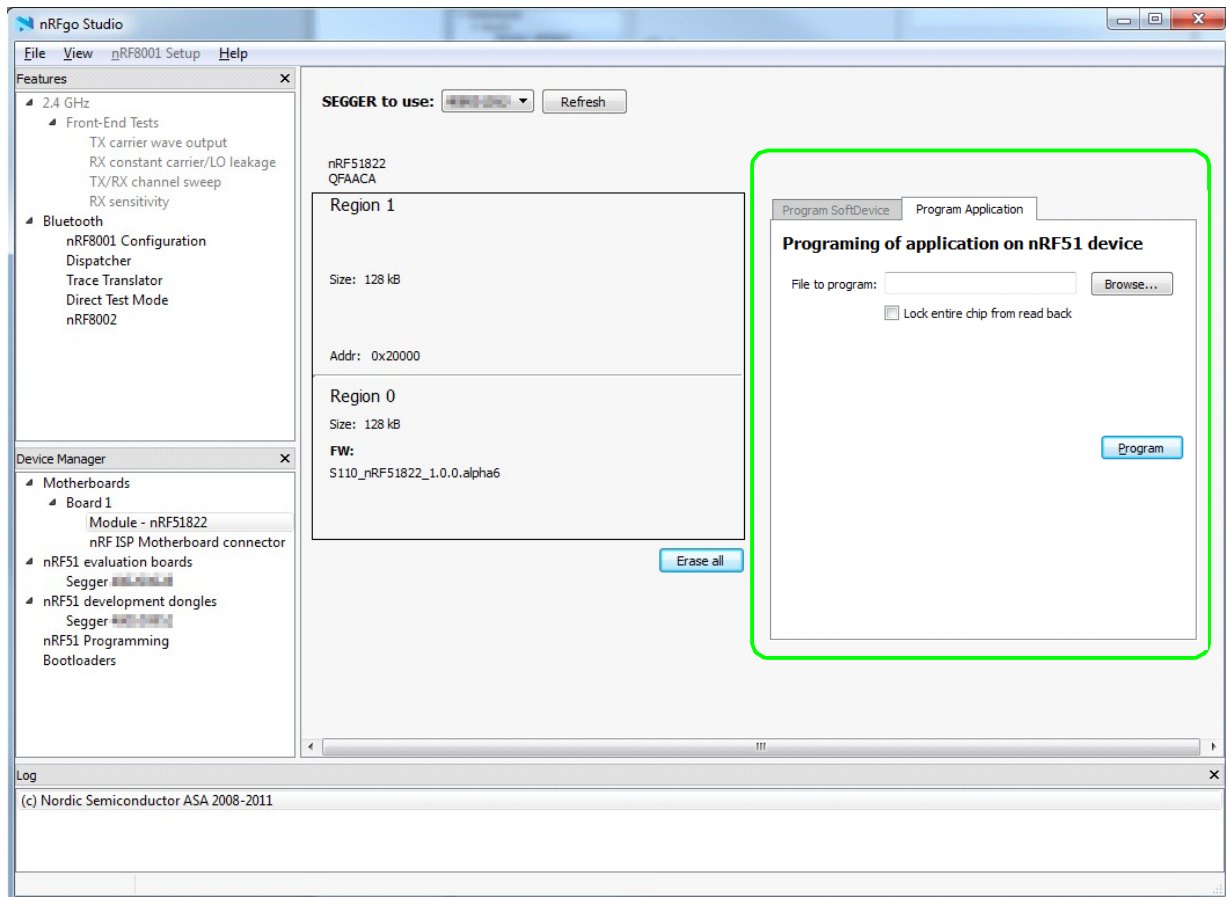 nRFgo Studio
File View nRF8001 Setup Help
Features
2.4 GHz
Front-End Tests
TX carrier wave output
RX constant carrier/LO leakage
TX/RX channel sweep
RX sensitivity
Bluetooth
nRF8001 Configuration
Dispatcher
Trace Translator
Direct Test Mode
nRF8002
Device Manager
Motherboards
Board 1
Module - nRF51822
nRF ISP Motherboard connector
nRF51 evaluation boards
Segger
nRF51 development dongles
Segger
nRF51 Programming
Bootloaders
SEGGER to use: Refresh
nRF51822
QFAACA
Region 1
Size: 128 kB
Addr: 0x20000
Region 0
Size: 128 kB
FW:
S110_nRF51822_1.0.0.alpha6
Erase all
Program SoftDevice Program Application
Programing of application on nRF51 device
File to program: Browse...
Lock entire chip from read back
Program
Log
(c) Nordic Semiconductor ASA 2008-2011